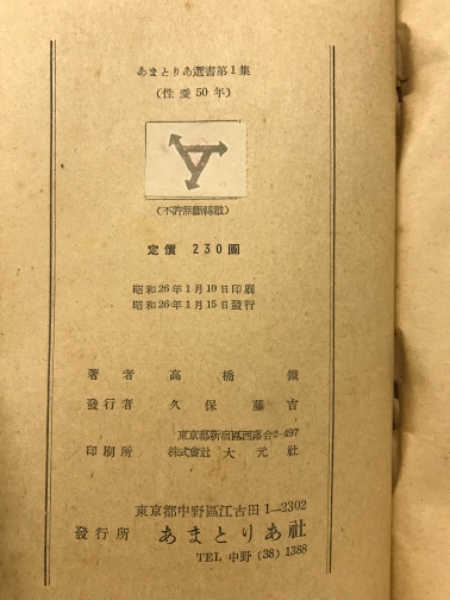 あまとりあ選書第1集
(性愛50年)
(不許無斷轉載)
定價 230圓
昭和26年1月10日印刷
昭和26年1月15日發行
著者 高橋鐵
發行者 久保藤吉
東京都新宿區西落合2-497
印刷所 株式會社 大元社
東京都中野區江古田1—2302
發行所 あまとりあ社
TEL 中野 (38) 1388